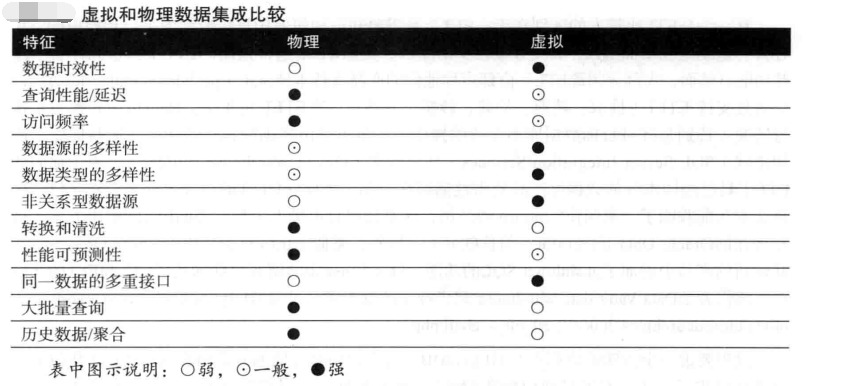 虚拟和物理数据集成比较
特征 物理 虚拟
数据时效性 ○ ●
查询性能/延迟 ● ⊙
访问频率 ● ⊙
数据源的多样性 ⊙ ●
数据类型的多样性 ⊙ ●
非关系型数据源 ○ ●
转换和清洗 ● ○
性能可预测性 ● ⊙
同一数据的多重接口 ○ ●
大批量查询 ● ○
历史数据/聚合 ● ○
表中图示说明：○弱，⊙一般，●强